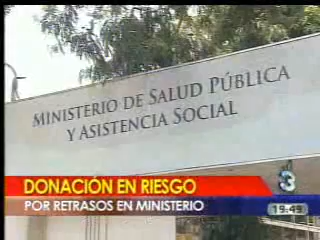 MINISTERIO DE SALUD PÚBLICA
Y ASISTENCIA SOCIAL
DONACIÓN EN RIESGO
POR RETRASOS EN MINISTERIO
3
19:49